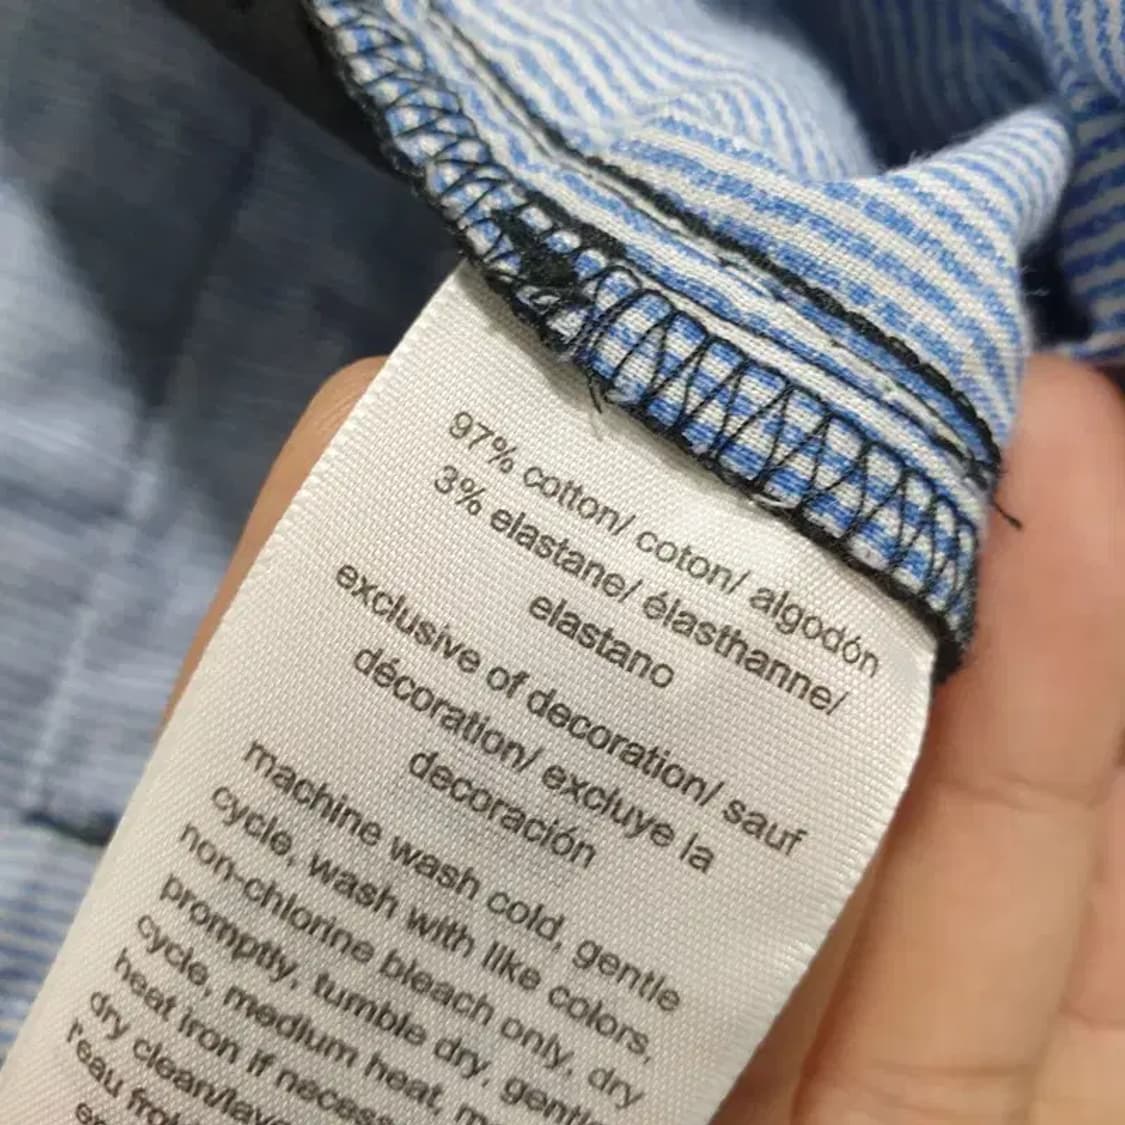 97% cotton/ coton/ algodón
3% elastane/ élasthanne/
elastano
exclusive of decoration/ sauf
décoration/ excluye la
decoración
machine wash cold, gentle
cycle, wash with like colors,
non-chlorine bleach only, dry
promptly, tumble dry, gentle
cycle, medium heat,
heat iron if
dry
l'eau